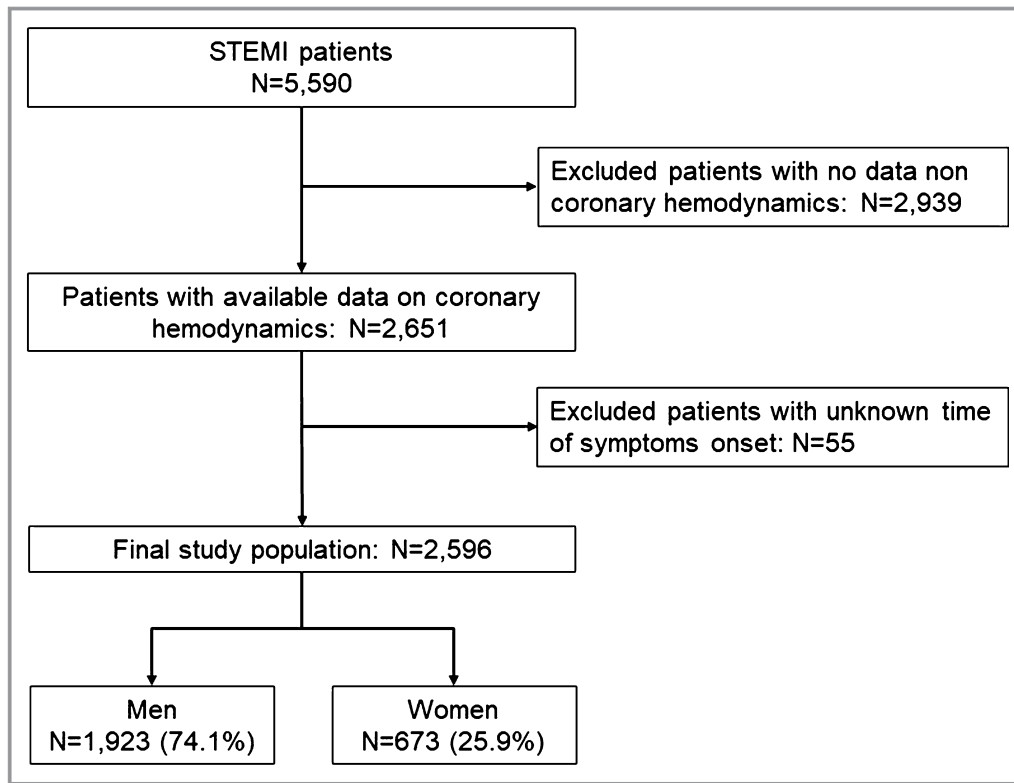 STEMI patients
N=5,590
Excluded patients with no data non
coronary hemodynamics: N=2,939
Patients with available data on coronary
hemodynamics: N=2,651
Excluded patients with unknown time
of symptoms onset: N=55
Final study population: N=2,596
Men
N=1,923 (74.1%)
Women
N=673 (25.9%)